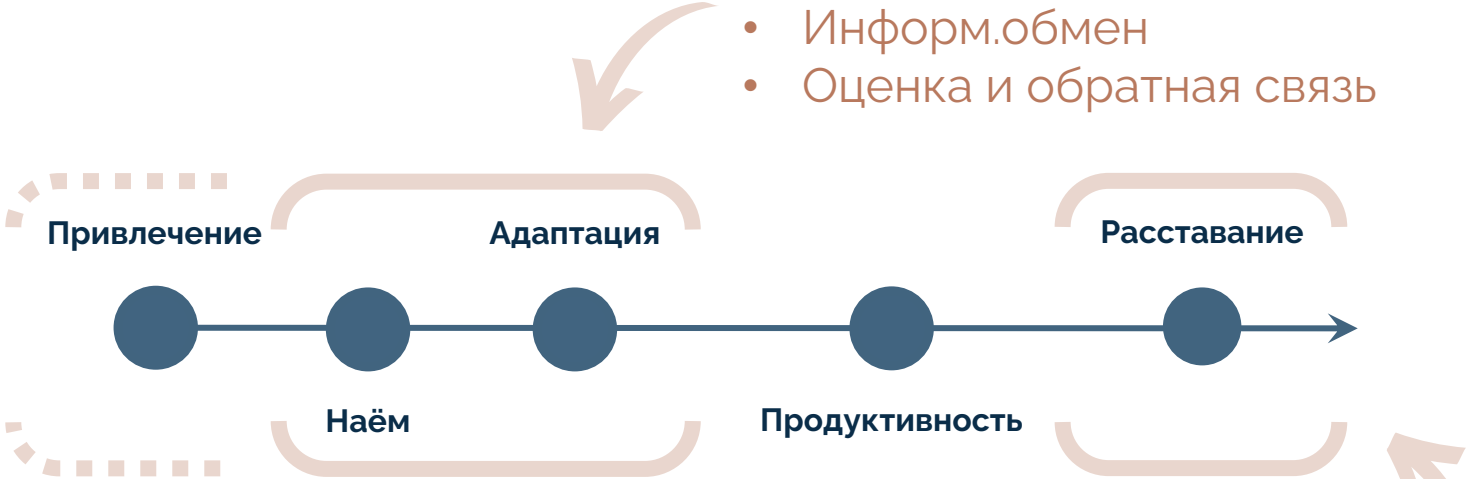 • Информ.обмен
• Оценка и обратная связь
Привлечение
Адаптация
Расставание
Наём
Продуктивность